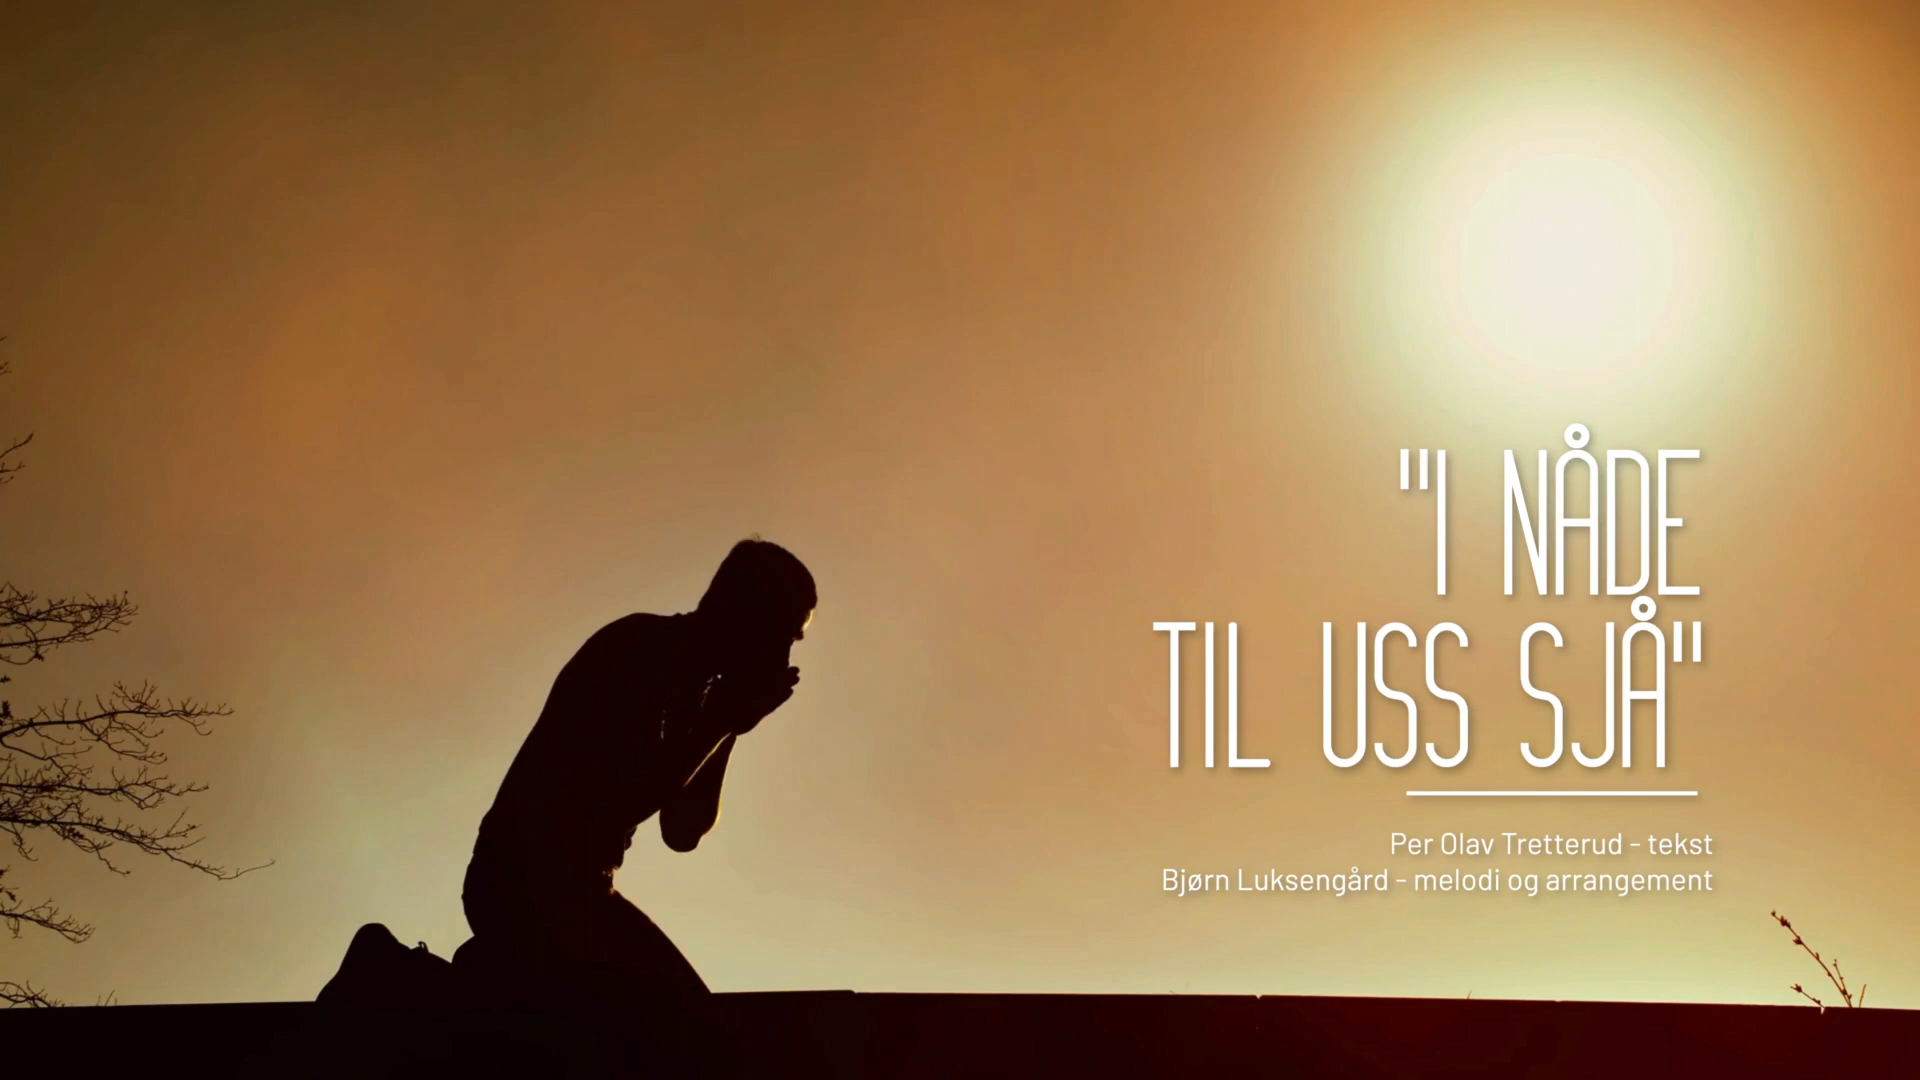 "I NÅDE
TIL USS SJÅ"
Per Olav Tretterud - tekst
Bjørn Luksengård - melodi og arrangement